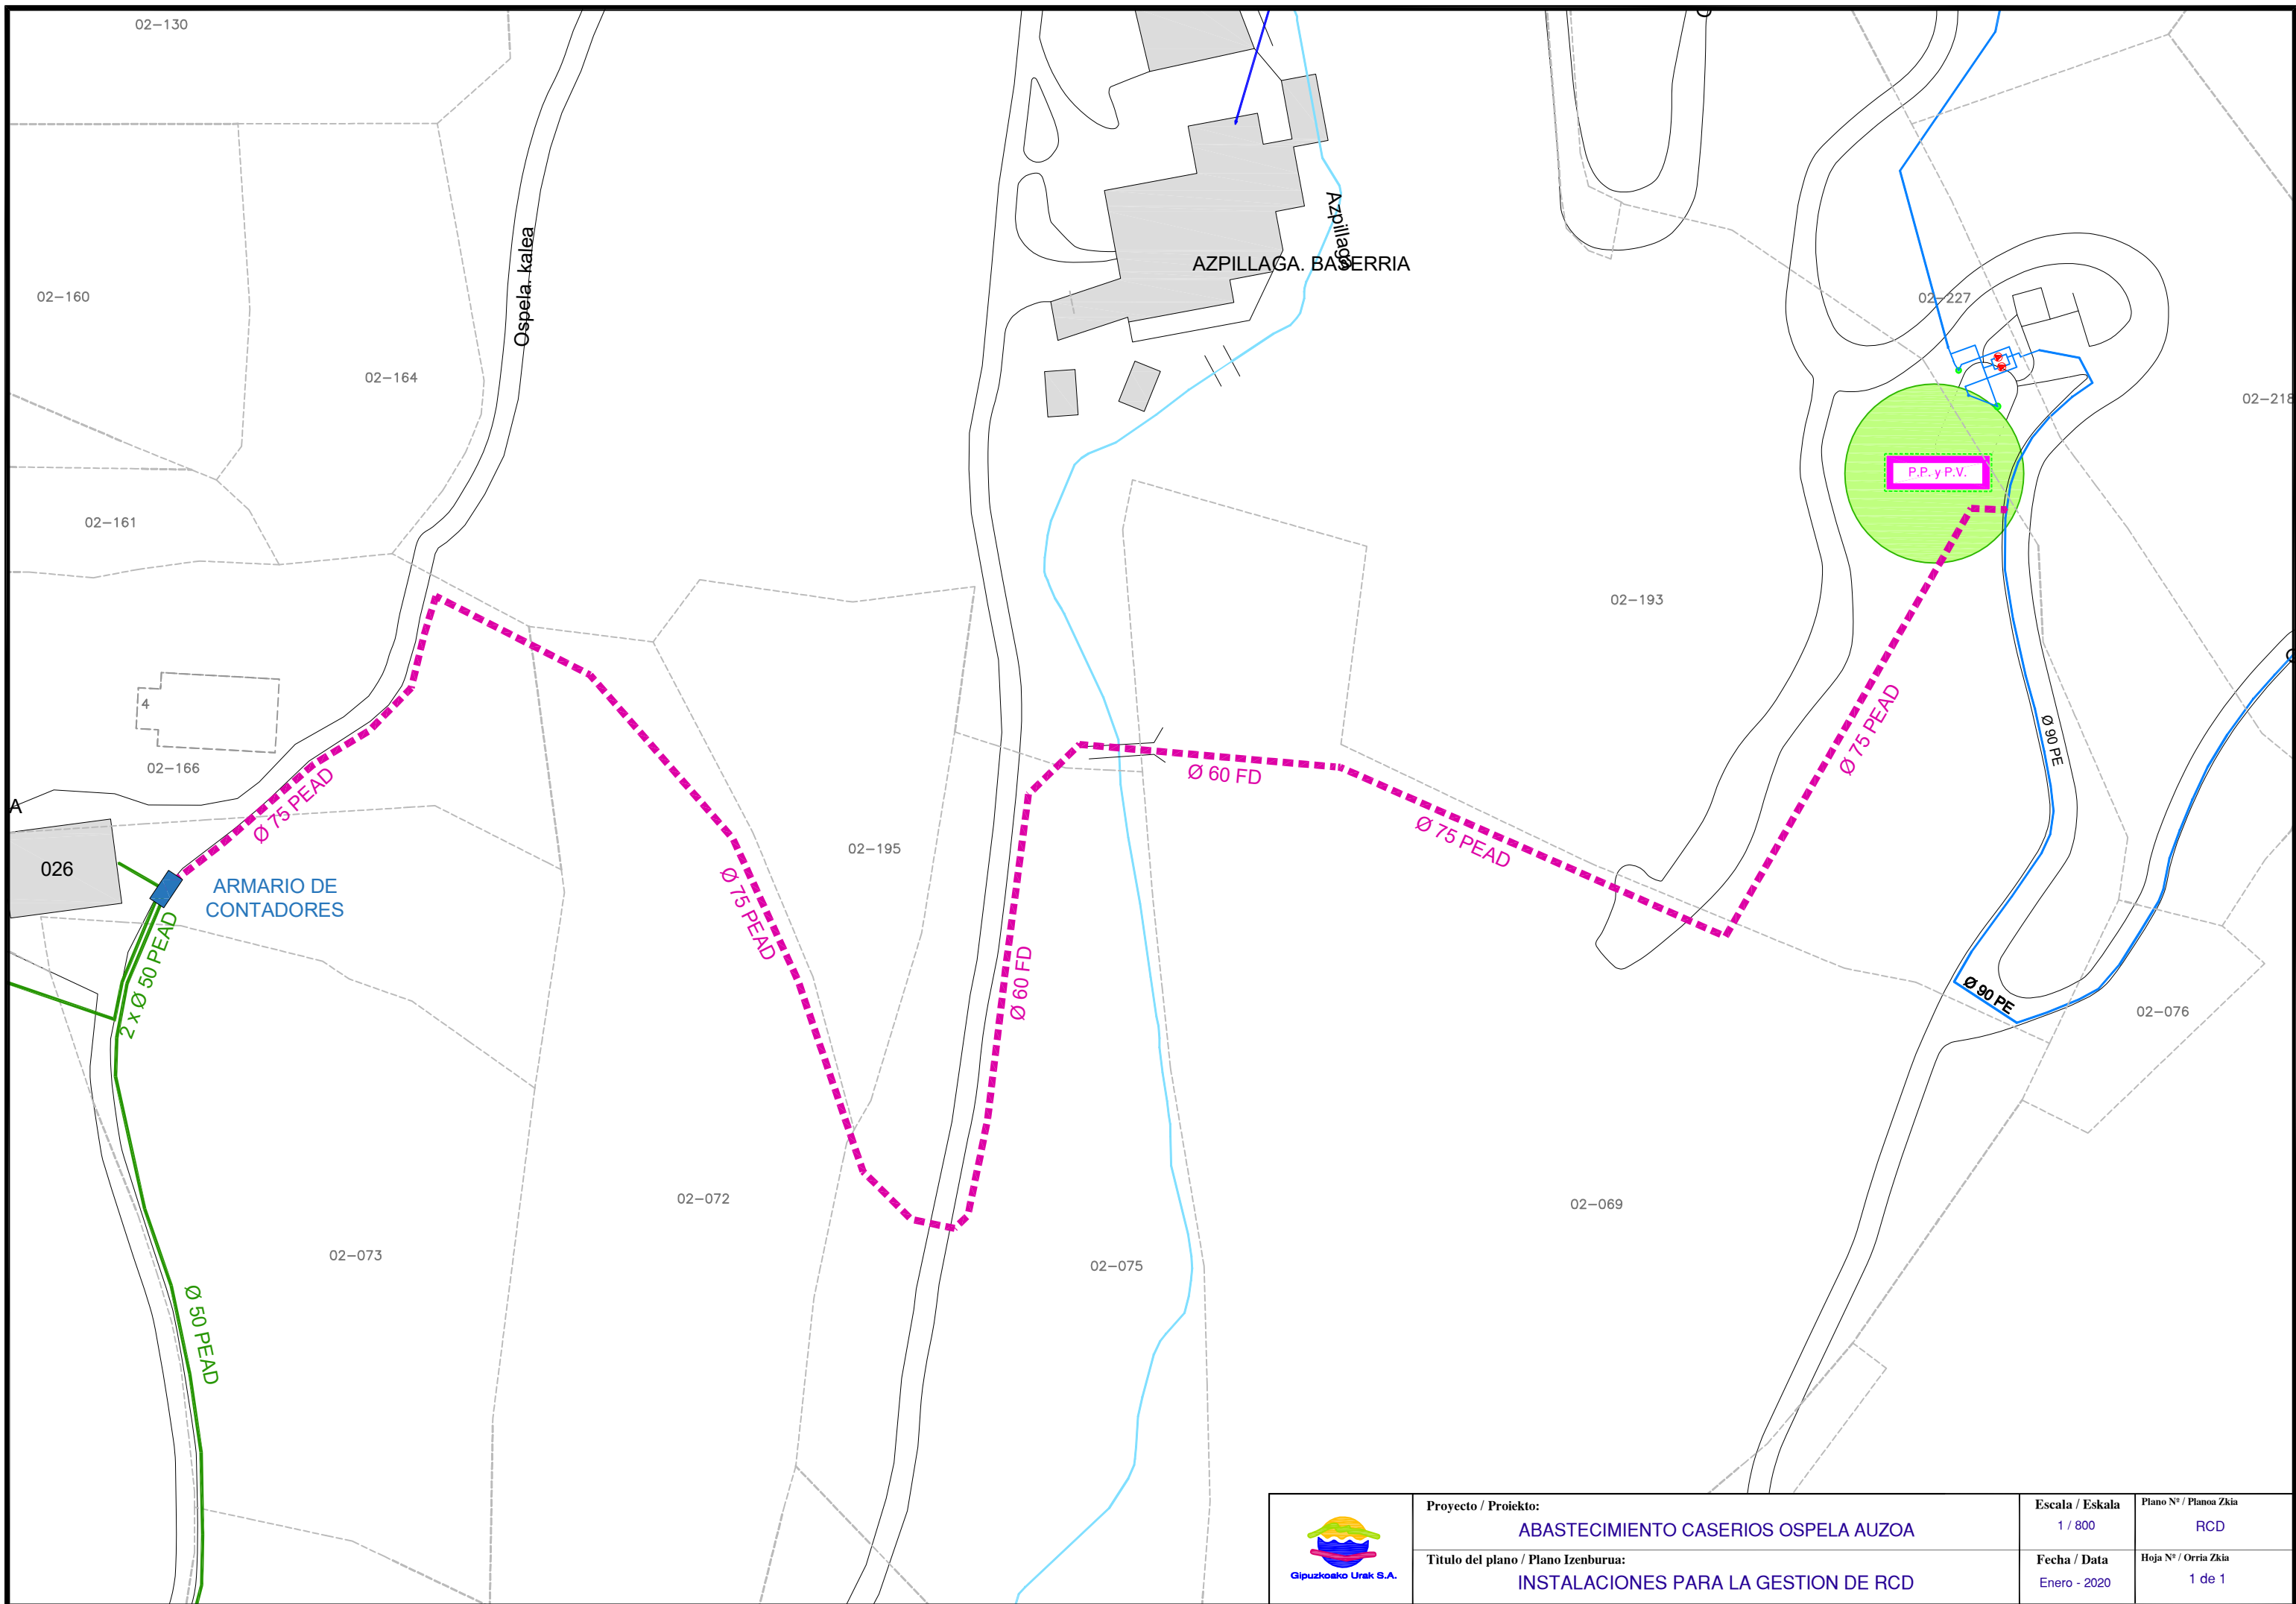 02-130
Ospela. kalea
02-160
02-164
02-161
Azpillaga
AZPILLAGA. BASERRIA
02-227
02-218
P.P. y P.V.
02-193
4
02-166
A
026
ARMARIO DE
CONTADORES
Ø 75 PEAD
2 x Ø 50 PEAD
Ø 50 PEAD
Ø 75 PEAD
02-195
Ø 60 FD
Ø 60 FD
Ø 75 PEAD
Ø 75 PEAD
Ø 90 PE
Ø 90 PE
02-076
02-072
02-073
02-075
02-069
Gipuzkoako Urak S.A.
Proyecto / Proiekto:
ABASTECIMIENTO CASERIOS OSPELA AUZOA
Título del plano / Plano Izenburua:
INSTALACIONES PARA LA GESTION DE RCD
Escala / Eskala
1 / 800
Fecha / Data
Enero - 2020
Plano Nº / Planoa Zkia
RCD
Hoja Nº / Orria Zkia
1 de 1